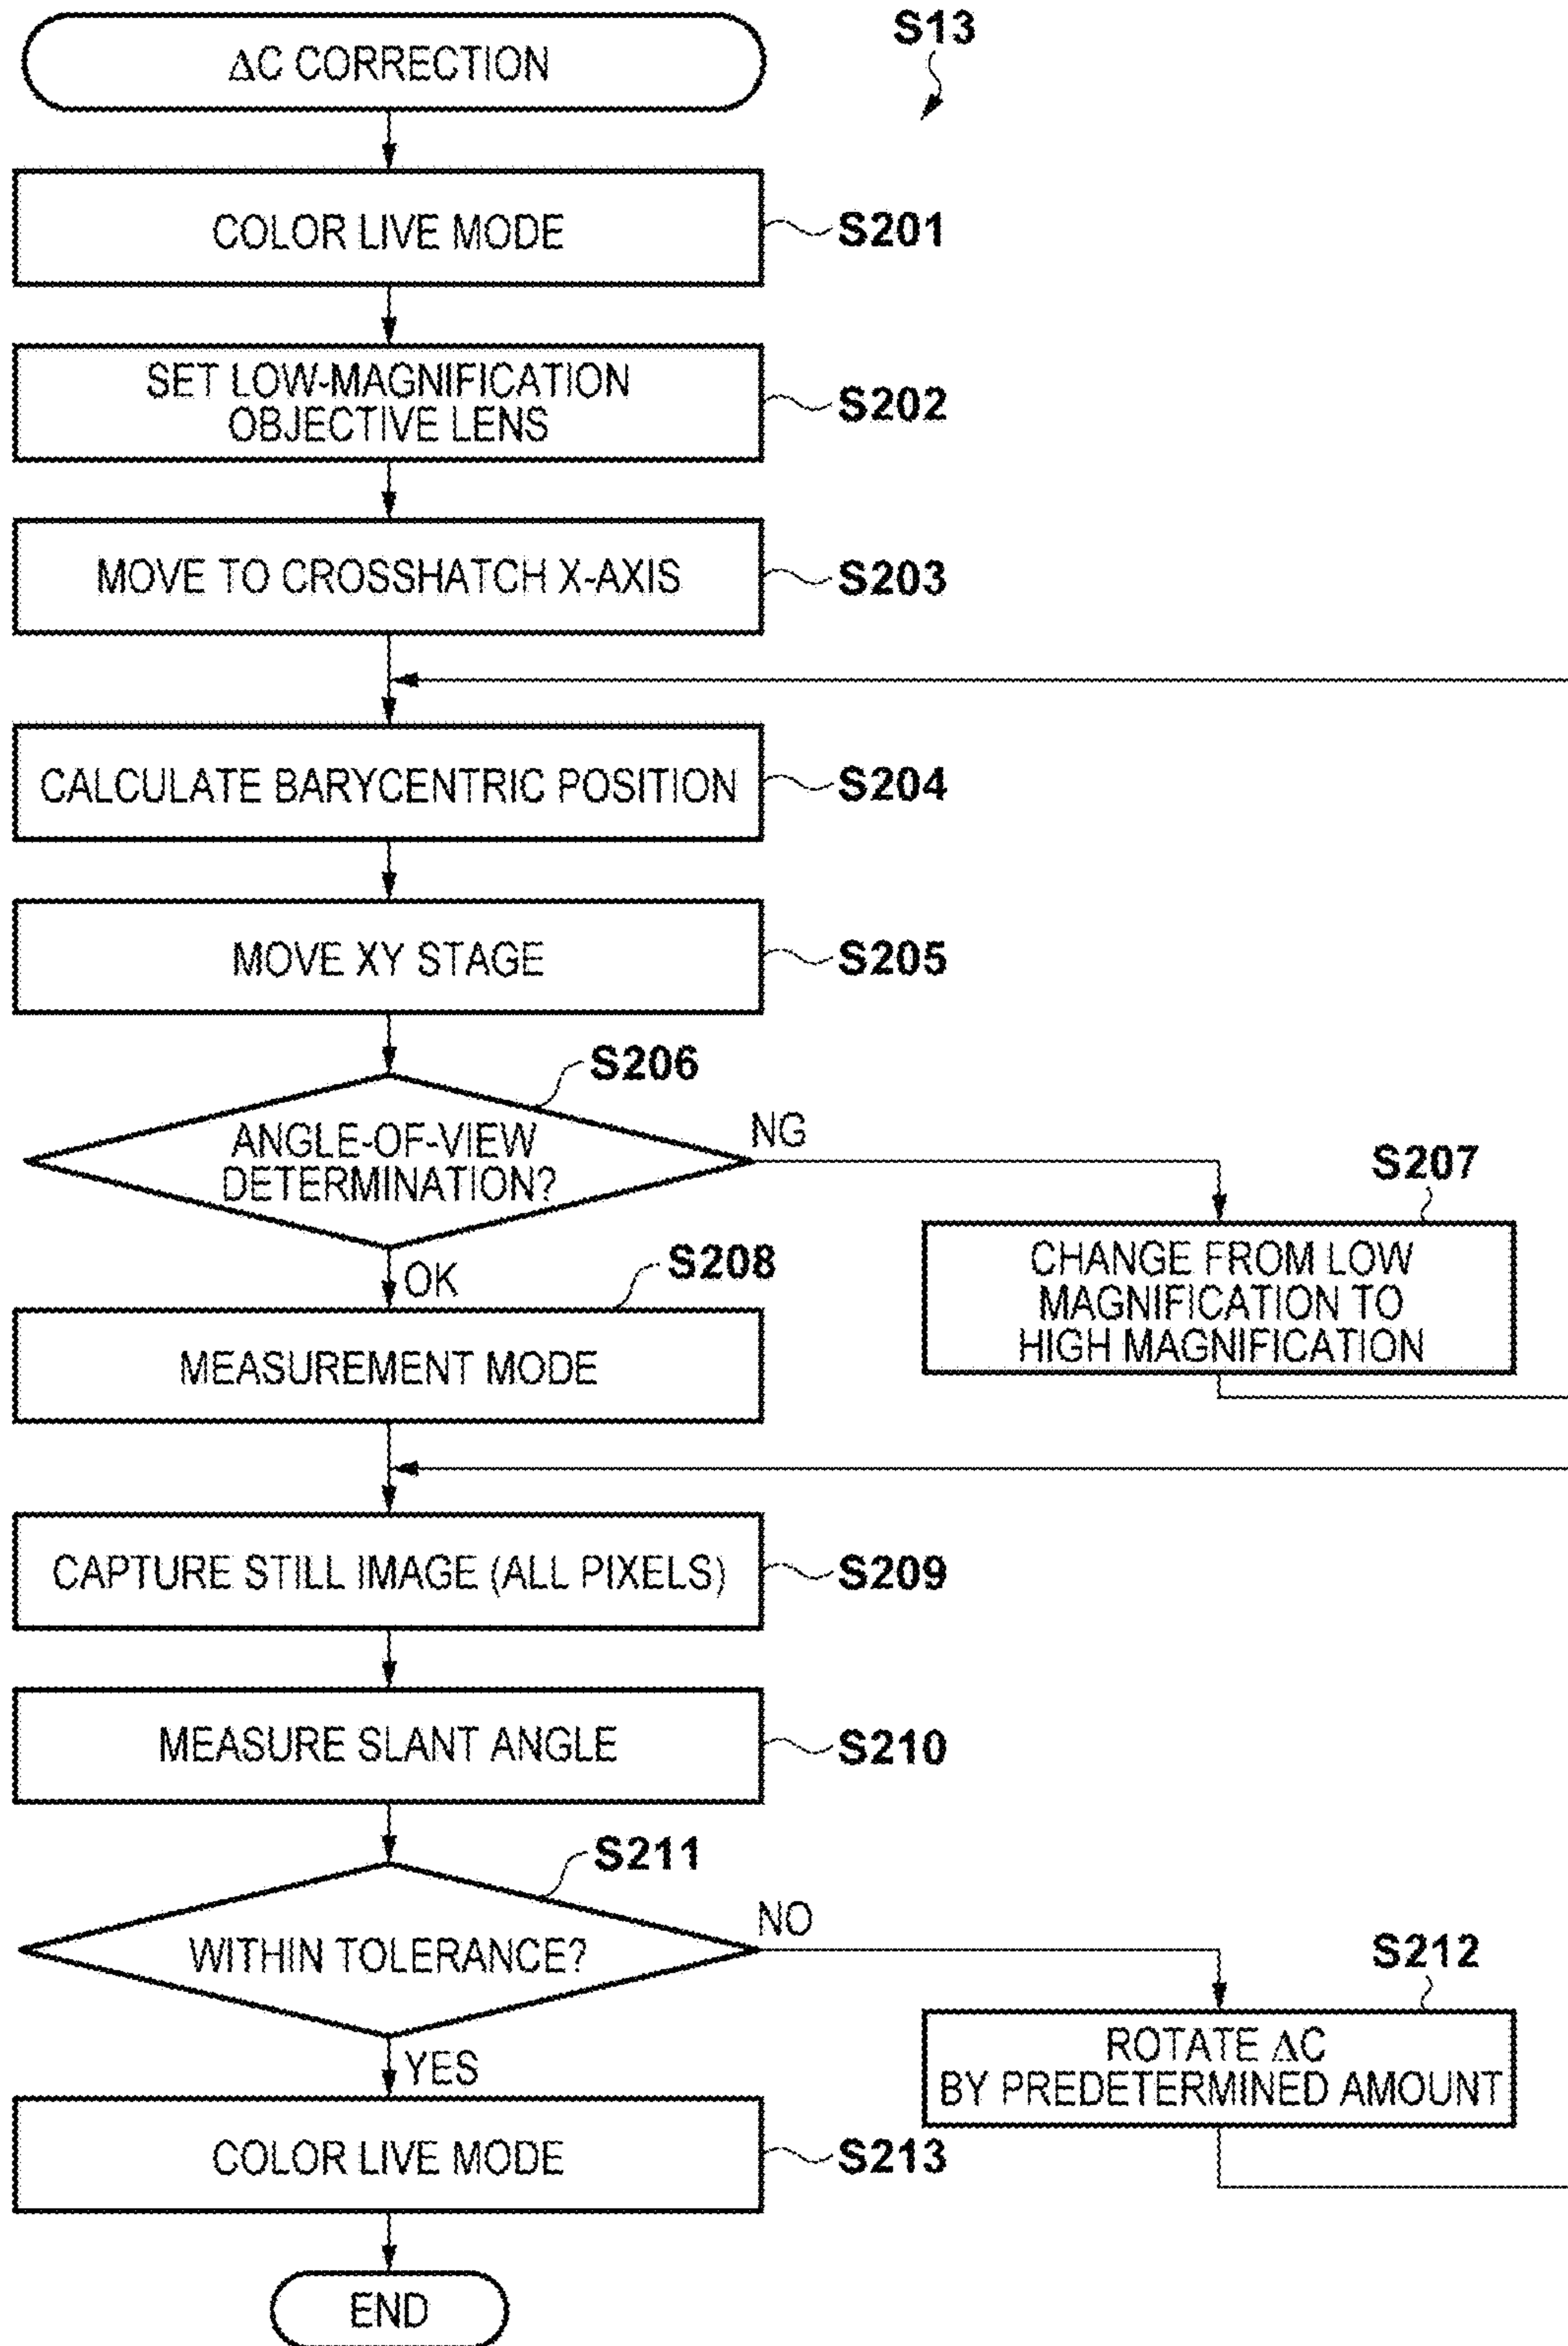 ΔC CORRECTION
S13
COLOR LIVE MODE
S201
SET LOW-MAGNIFICATION
OBJECTIVE LENS
S202
MOVE TO CROSSHATCH X-AXIS
S203
CALCULATE BARYCENTRIC POSITION
S204
MOVE XY STAGE
S205
S206
ANGLE-OF-VIEW
DETERMINATION?
NG
OK
S207
CHANGE FROM LOW
MAGNIFICATION TO
HIGH MAGNIFICATION
S208
MEASUREMENT MODE
CAPTURE STILL IMAGE (ALL PIXELS)
S209
MEASURE SLANT ANGLE
S210
S211
WITHIN TOLERANCE?
NO
YES
S212
ROTATE ΔC
BY PREDETERMINED AMOUNT
COLOR LIVE MODE
S213
END